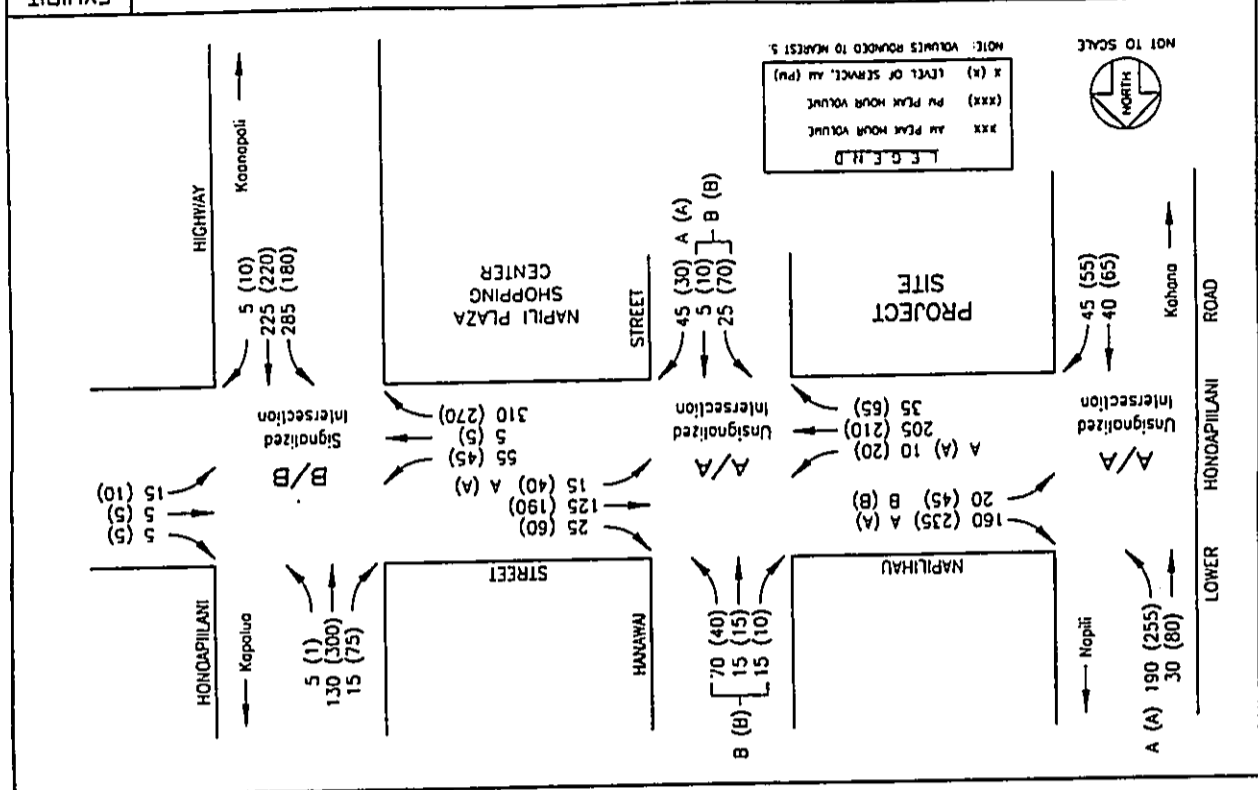 A (A) 190 (255)
30 (80)
Napili
LOWER
HONOAPIILANI
ROAD
160 (235) A (A)
20 (45) B (B)
NAPILIHAU
STREET
A/A
Unsignalized
Intersection
45 (55)
40 (65)
Kahana
B (B)
70 (40)
15 (15)
15 (10)
HANAWAI
STREET
A (A) 10 (20)
205 (210)
35 (65)
25 (60)
125 (190)
15 (40) A (A)
A/A
Unsignalized
Intersection
45 (30) A (A)
5 (10)
25 (70)
B (B)
PROJECT
SITE
5 (1)
130 (300)
15 (75)
Kapalua
HONOAPIILANI
HIGHWAY
55 (45)
5 (5)
310 (270)
5 (5)
5 (5)
15 (10)
B/B
Signalized
Intersection
5 (10)
225 (220)
285 (180)
Kaanapali
NAPILI PLAZA
SHOPPING
CENTER
NORTH
NOT TO SCALE
LEGEND
XXX AM PEAK HOUR VOLUME
(XXX) PM PEAK HOUR VOLUME
X (X) LEVEL OF SERVICE, AM (PM)
NOTE: VOLUMES ROUNDED TO NEAREST 5.
EXHIBIT